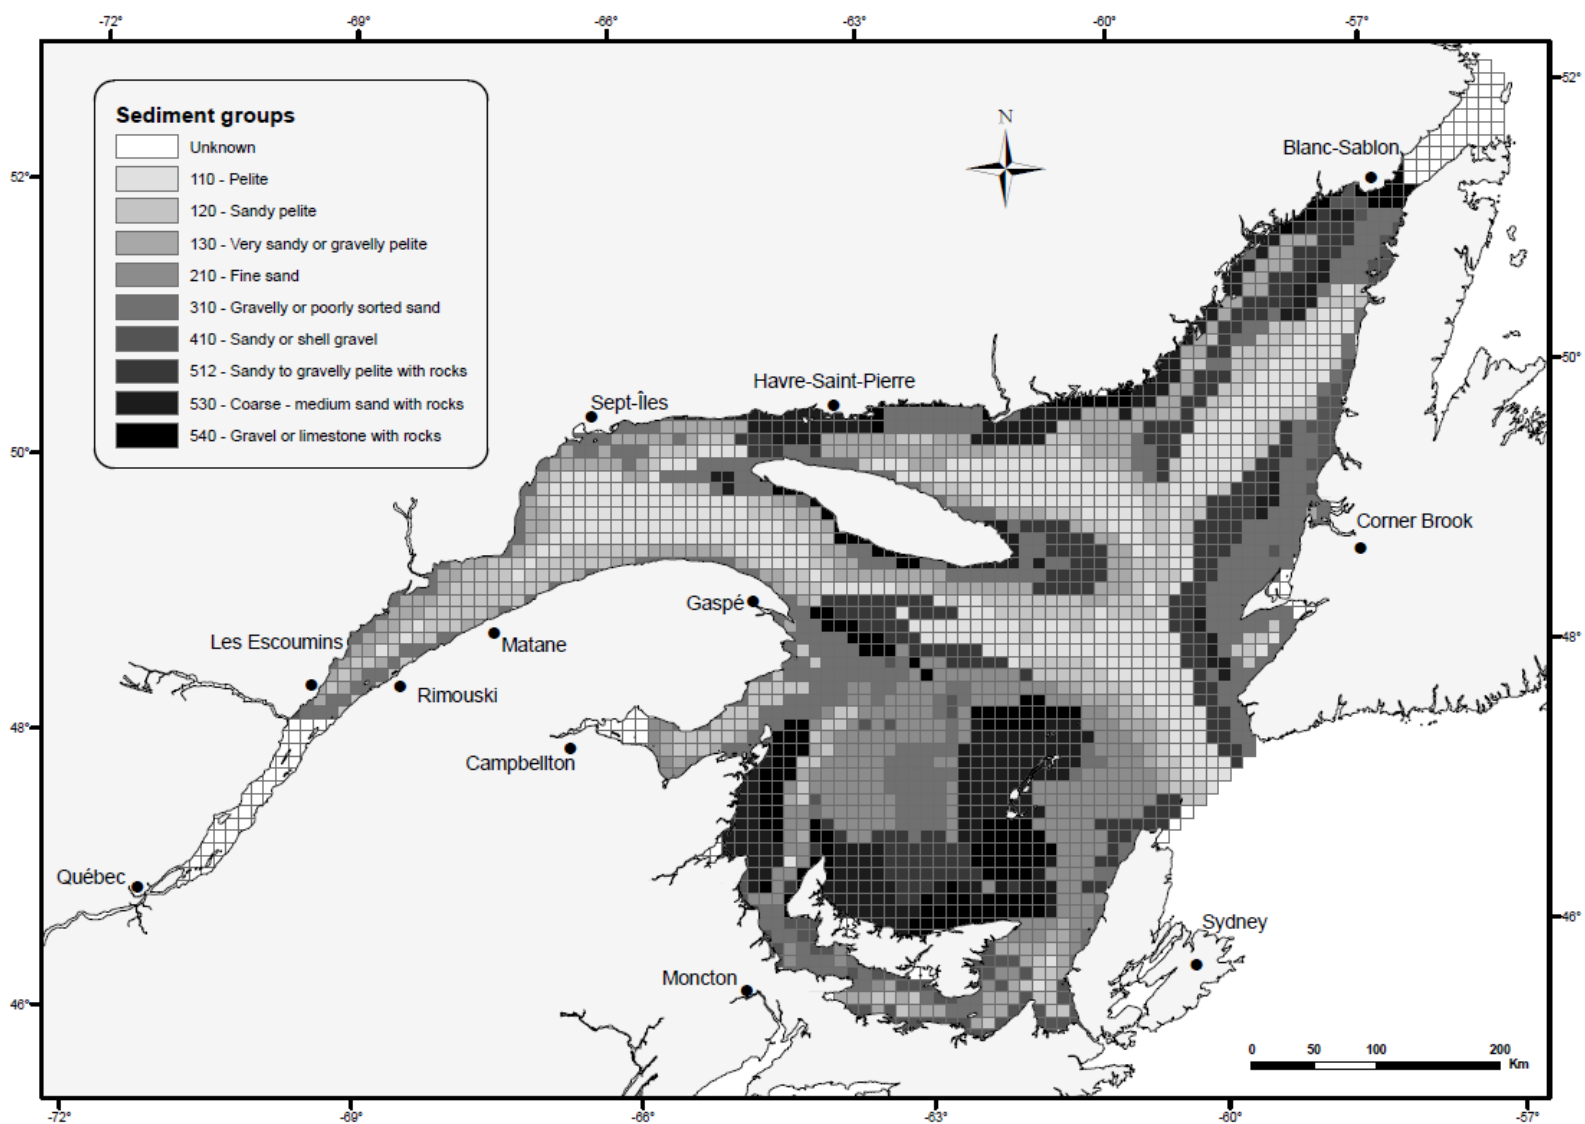 -72° -69° -66° -63° -60° -57°
Sediment groups
Unknown
110 - Pelite
120 - Sandy pelite
130 - Very sandy or gravelly pelite
210 - Fine sand
310 - Gravelly or poorly sorted sand
410 - Sandy or shell gravel
512 - Sandy to gravelly pelite with rocks
530 - Coarse - medium sand with rocks
540 - Gravel or limestone with rocks
N
52°
Blanc-Sablon
52°
50°
Havre-Saint-Pierre
Sept-Îles
50°
Corner Brook
Gaspé
48°
Les Escoumins
Matane
Rimouski
48°
Campbellton
Québec
46°
Sydney
Moncton
46°
0 50 100 200
Km
-72° -69° -66° -63° -60° -57°